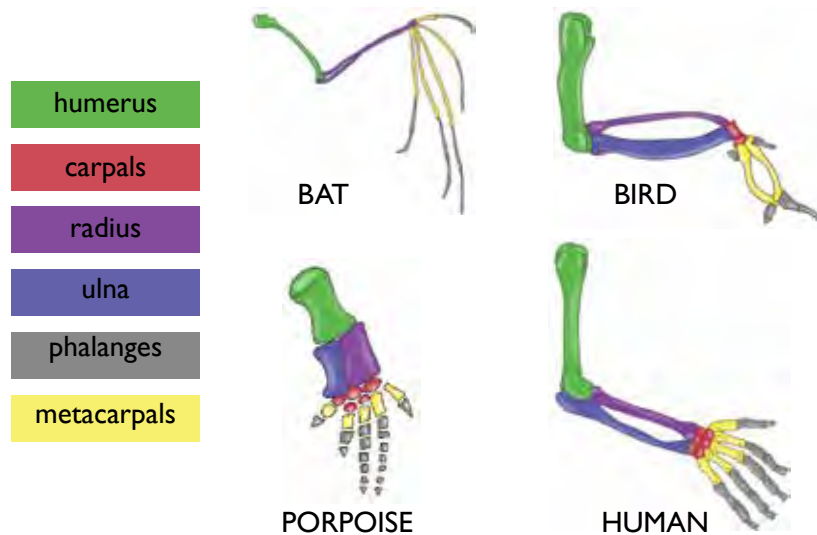 humerus
carpals
radius
ulna
phalanges
metacarpals
BAT
BIRD
PORPOISE
HUMAN